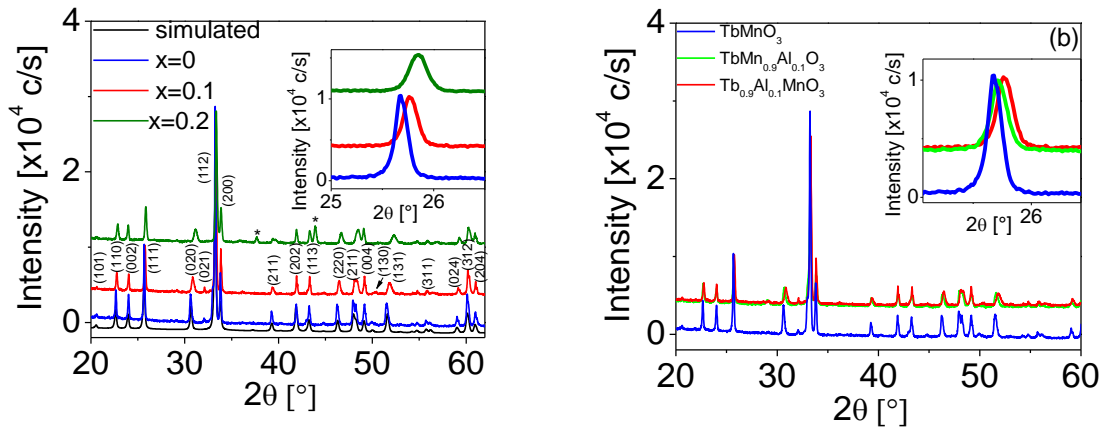 simulated
x=0
x=0.1
x=0.2
Intensity [x10⁴ c/s]
4
2
0
20
30
40
50
60
2θ [°]
(101)
(110)
(002)
(111)
(020)
(021)
(112)
(200)
*
*
(211)
(202)
(113)
(220)
(211)
(004)
(130)
(131)
(311)
(024)
(312)
(204)
Intensity [x10⁴ c/s]
1
0
25
26
2θ [°]
(b)
TbMnO₃
TbMn₀.₉Al₀.₁O₃
Tb₀.₉Al₀.₁MnO₃
Intensity [x10⁴ c/s]
4
2
0
20
30
40
50
60
2θ [°]
Intensity [x10⁴ c/s]
1
0
26
2θ [°]